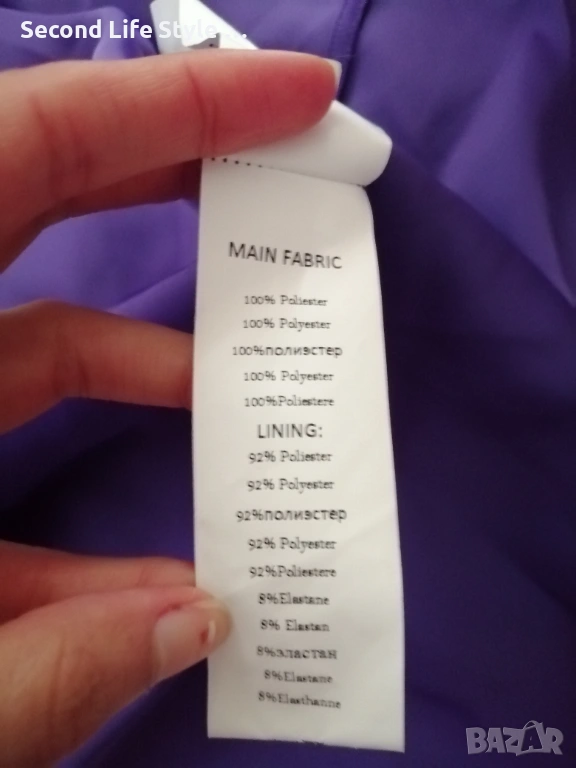 Second Life Style ...
MAIN FABRIC
100% Poliester
100% Polyester
100%полиэстер
100% Polyester
100%Poliestere
LINING:
92% Poliester
92% Polyester
92%полиэстер
92% Polyester
92%Poliestere
8%Elastane
8% Elastan
8%эластан
8%Elastane
8%Elasthanne
BAZAR